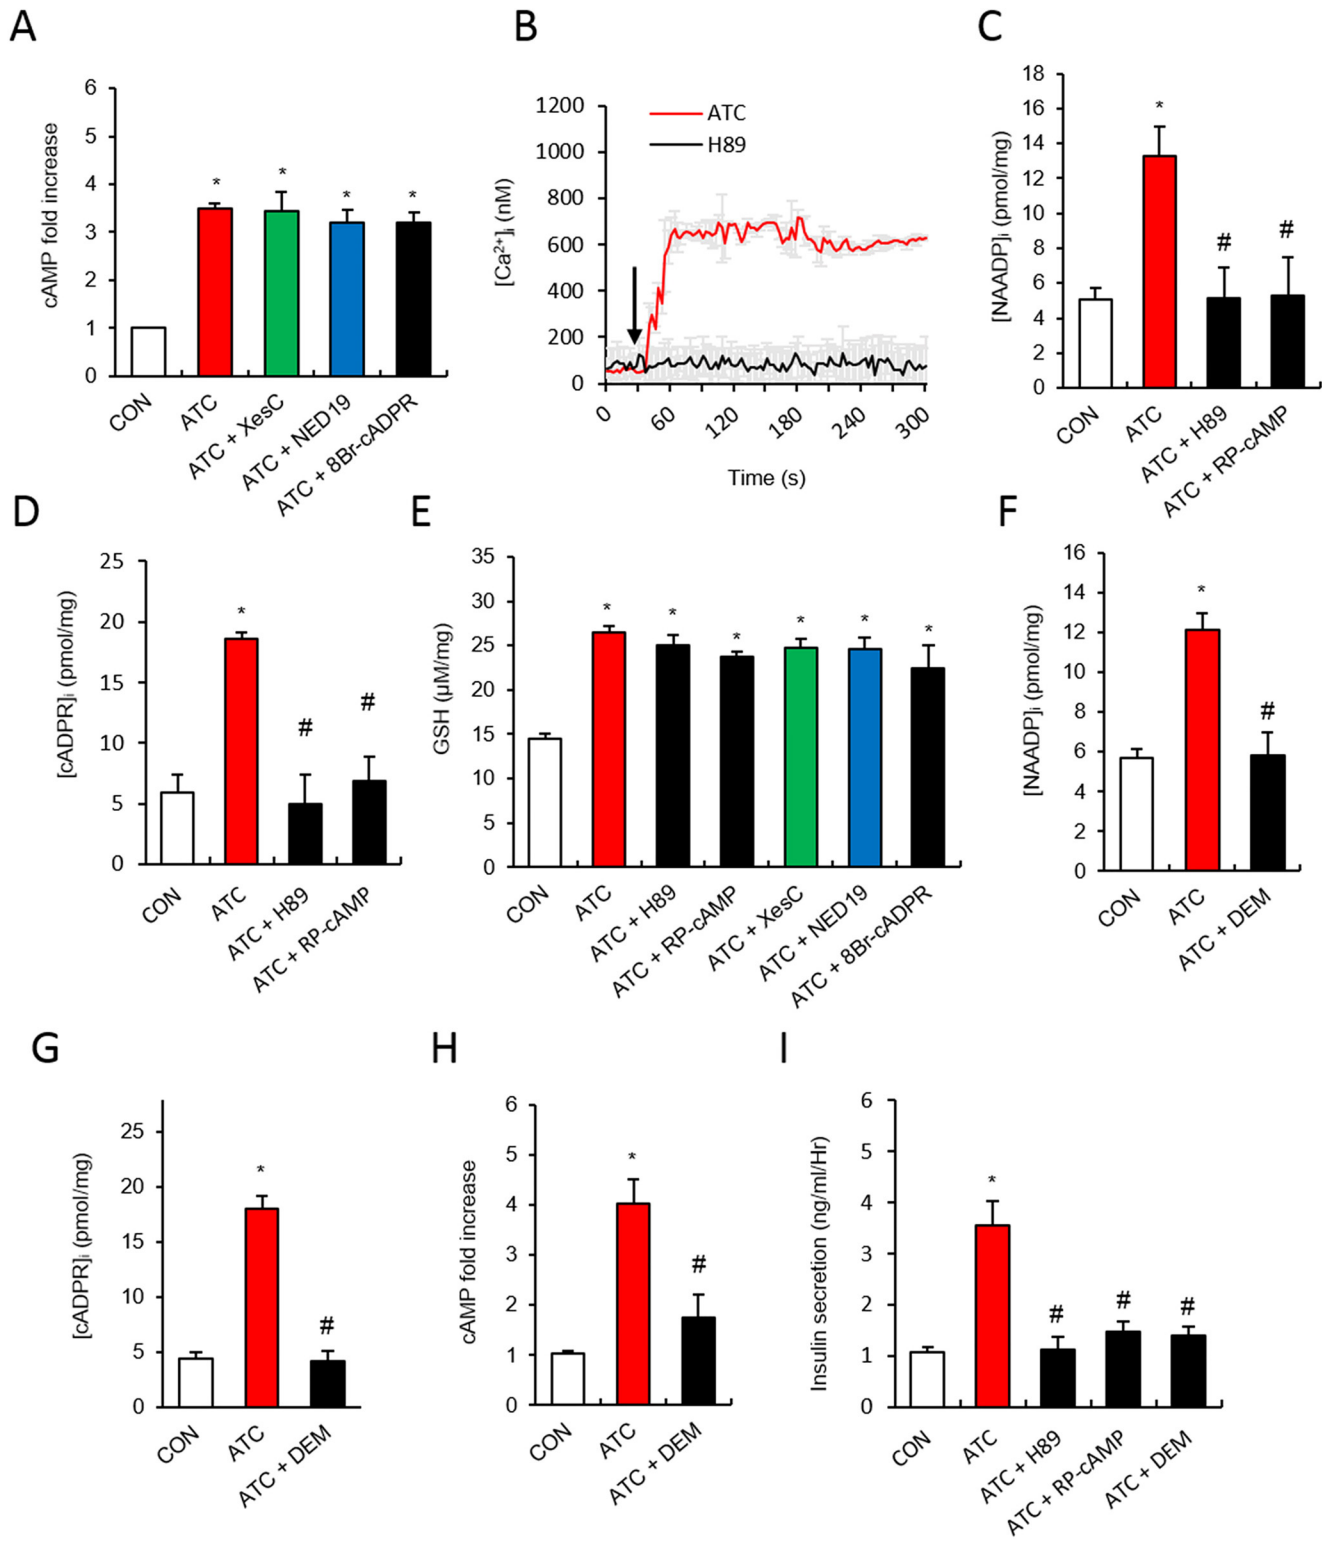 A
cAMP fold increase
6
5
4
3
2
1
0
*
*
*
*
CON
ATC
ATC + XesC
ATC + NED19
ATC + 8Br-cADPR
B
[Ca²⁺]ᵢ (nM)
1200
1000
800
600
400
200
0
ATC
H89
0
60
120
180
240
300
Time (s)
C
[NAADP]ᵢ (pmol/mg)
18
16
14
12
10
8
6
4
2
0
*
#
#
CON
ATC
ATC + H89
ATC + RP-cAMP
D
[cADPR]ᵢ (pmol/mg)
25
20
15
10
5
0
*
#
#
CON
ATC
ATC + H89
ATC + RP-cAMP
E
GSH (µM/mg)
35
30
25
20
15
10
5
0
*
*
*
*
*
*
CON
ATC
ATC + H89
ATC + RP-cAMP
ATC + XesC
ATC + NED19
ATC + 8Br-cADPR
F
[NAADP]ᵢ (pmol/mg)
16
14
12
10
8
6
4
2
0
*
#
CON
ATC
ATC + DEM
G
[cADPR]ᵢ (pmol/mg)
25
20
15
10
5
0
*
#
CON
ATC
ATC + DEM
H
cAMP fold increase
6
5
4
3
2
1
0
*
#
CON
ATC
ATC + DEM
I
Insulin secretion (ng/ml/Hr)
6
5
4
3
2
1
0
*
#
#
#
CON
ATC
ATC + H89
ATC + RP-cAMP
ATC + DEM